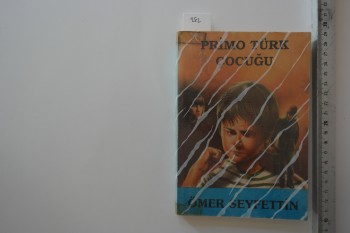 PRİMO TÜRK
ÇOCUĞU
ÖMER SEYFETTİN